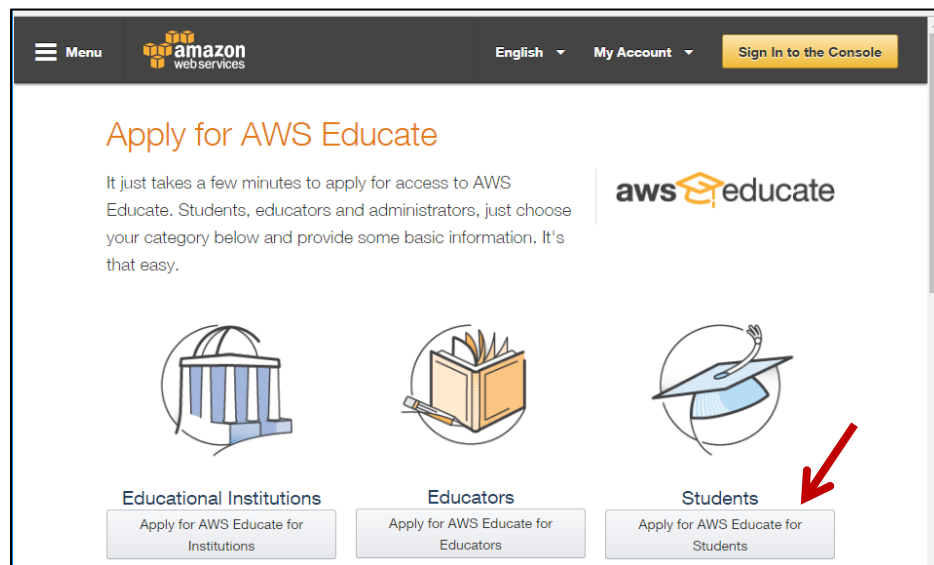 Menu
amazon
webservices
English
My Account
Sign In to the Console
Apply for AWS Educate
It just takes a few minutes to apply for access to AWS
Educate. Students, educators and administrators, just choose
your category below and provide some basic information. It's
that easy.
aws educate
Educational Institutions
Apply for AWS Educate for
Institutions
Educators
Apply for AWS Educate for
Educators
Students
Apply for AWS Educate for
Students